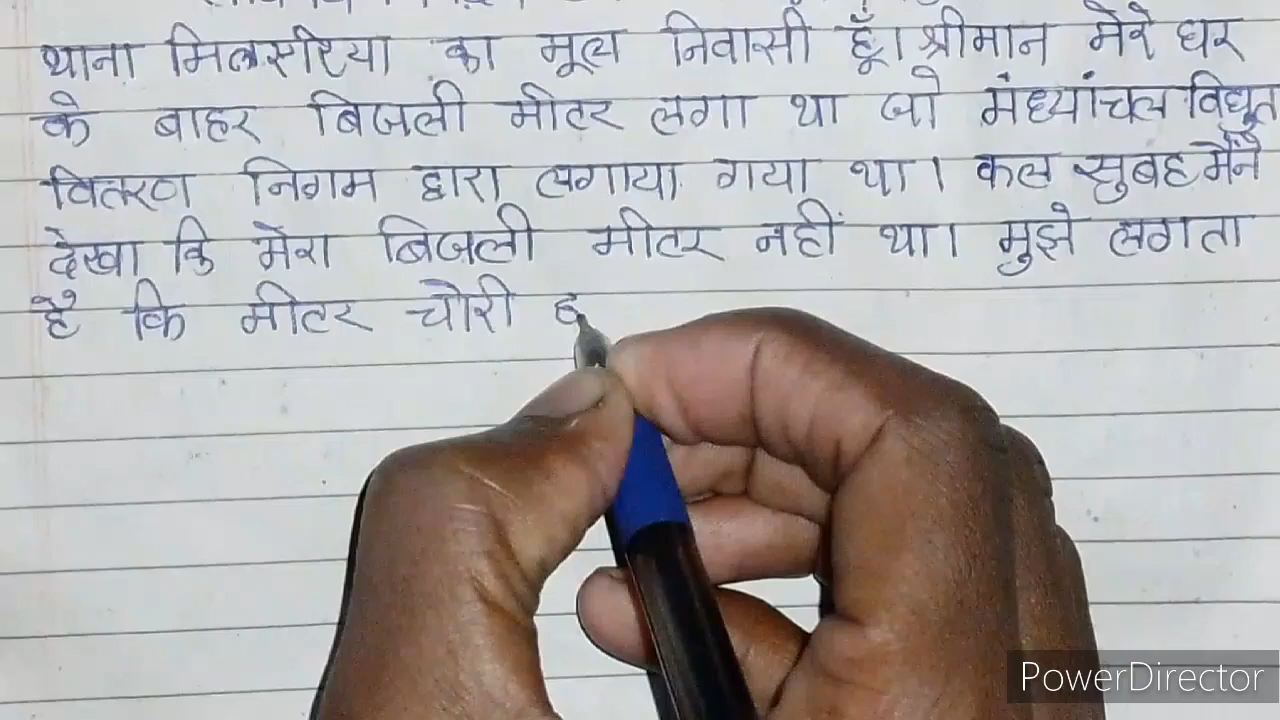 थाना मिलसरिया का मूल निवासी हूँ। श्रीमान मेरे घर
के बाहर बिजली मीटर लगा था जो मध्यांचल विधूत
वितरण निगम द्वारा लगाया गया था। कल सुबह मैंने
देखा कि मेरा बिजली मीटर नहीं था। मुझे लगता
है कि मीटर चोरी ह
PowerDirector